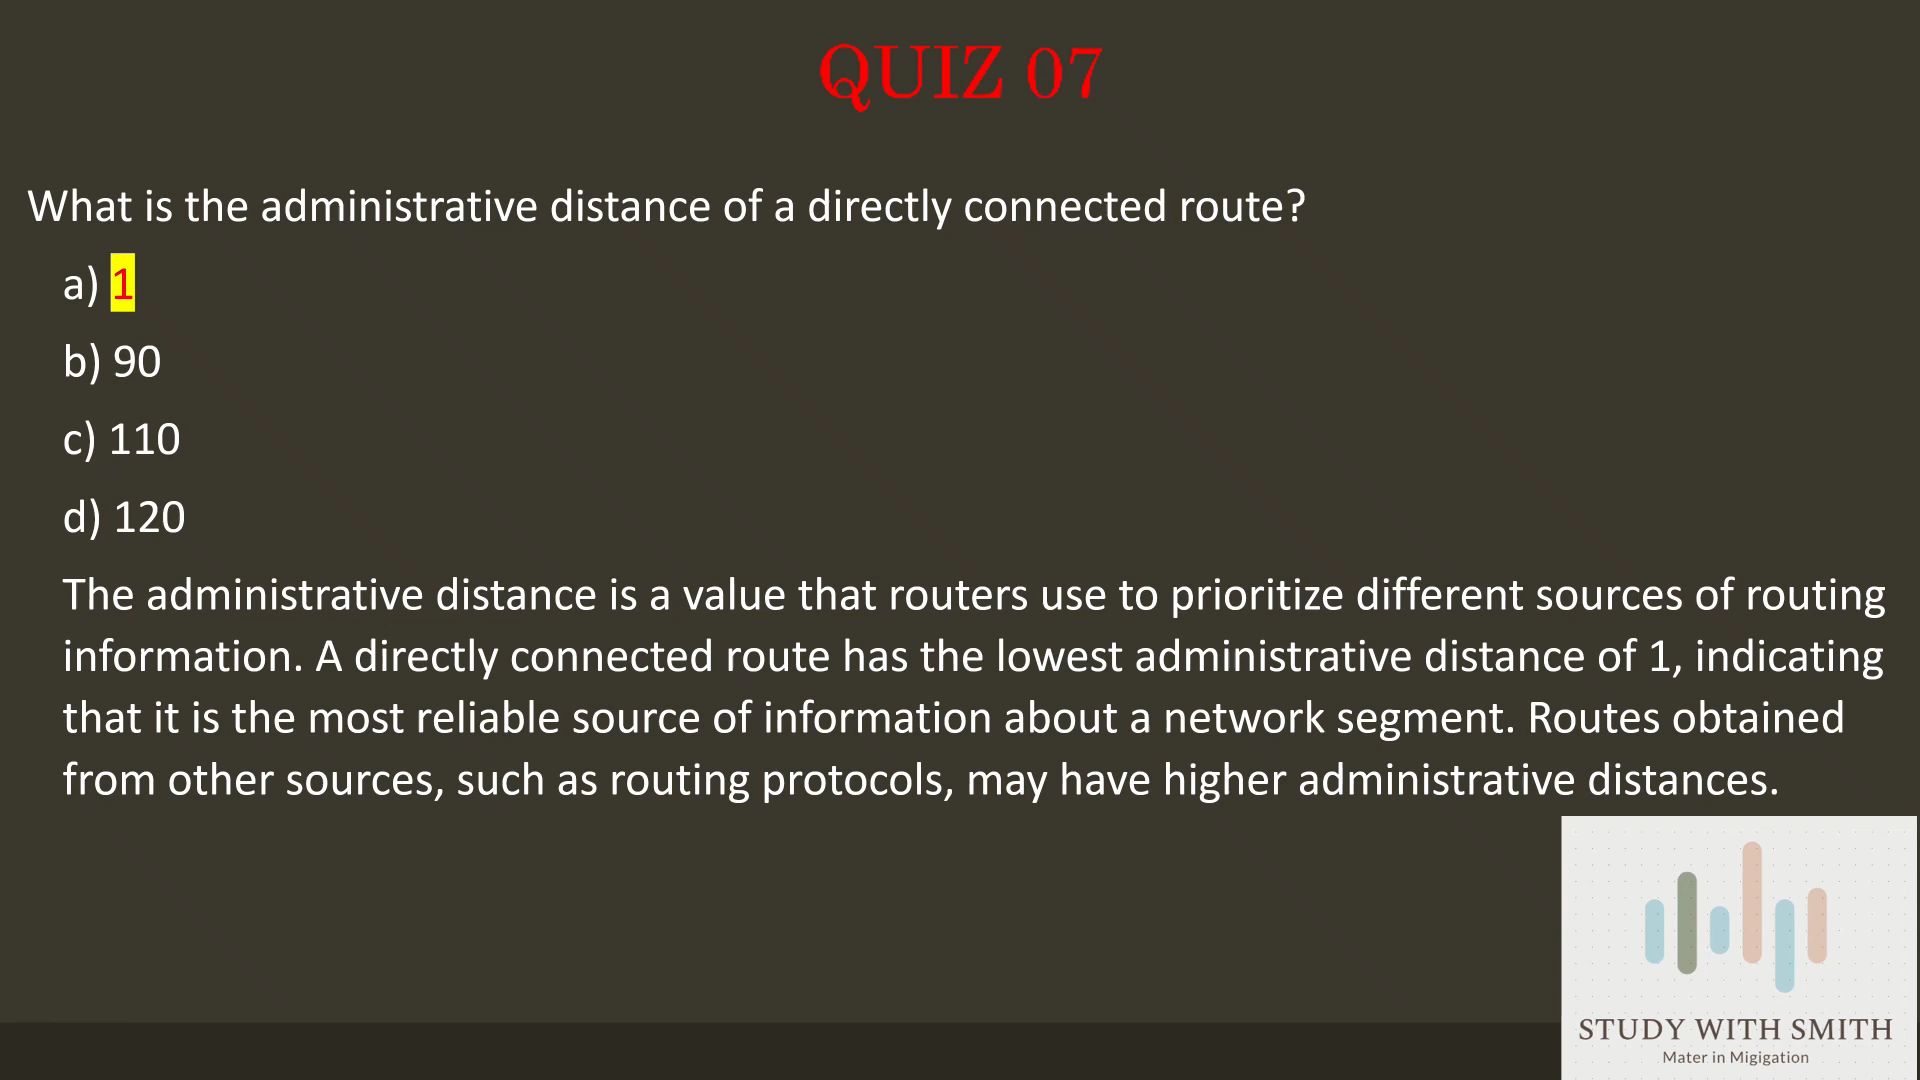 QUIZ 07
What is the administrative distance of a directly connected route?
a) 1
b) 90
c) 110
d) 120
The administrative distance is a value that routers use to prioritize different sources of routing
information. A directly connected route has the lowest administrative distance of 1, indicating
that it is the most reliable source of information about a network segment. Routes obtained
from other sources, such as routing protocols, may have higher administrative distances.
STUDY WITH SMITH
Mater in Migigation